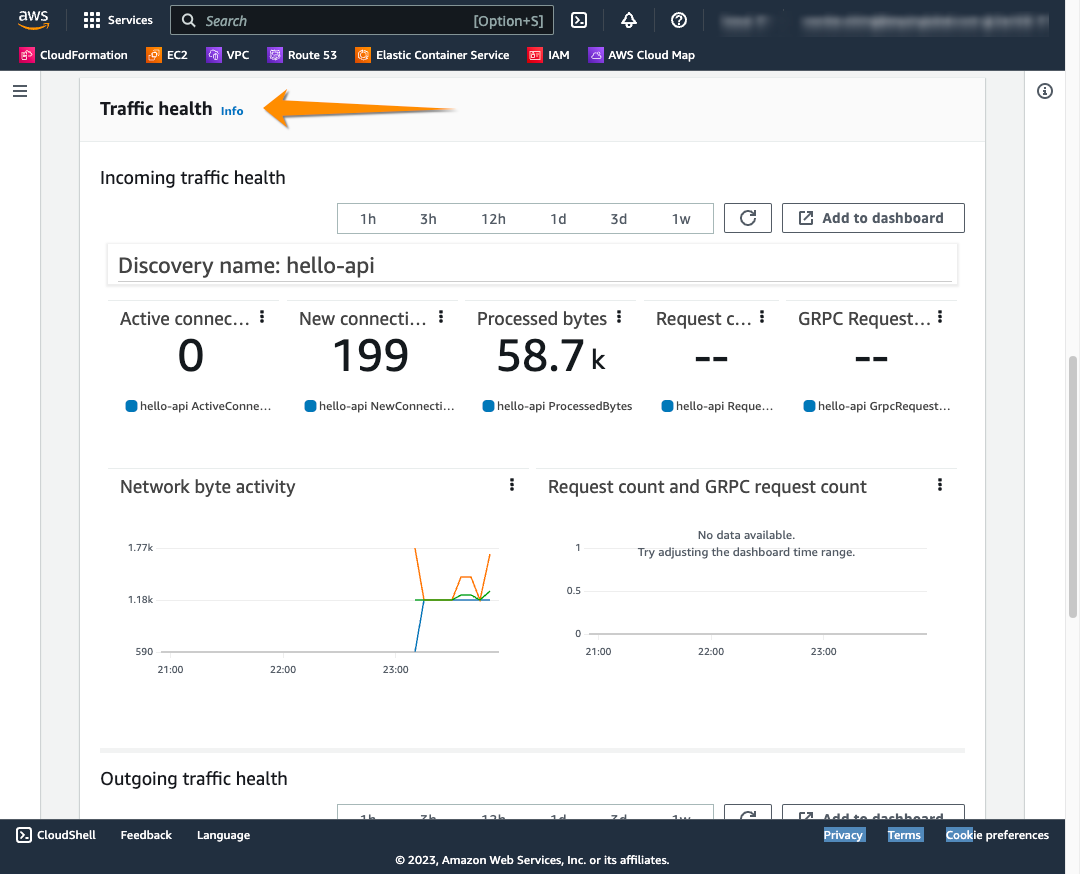 aws Services Search [Option+S]
CloudFormation EC2 VPC Route 53 Elastic Container Service IAM AWS Cloud Map
Traffic health Info
Incoming traffic health
1h 3h 12h 1d 3d 1w Add to dashboard
Discovery name: hello-api
Active connec... New connecti... Processed bytes Request c... GRPC Request...
0 199 58.7 k -- --
hello-api ActiveConne... hello-api NewConnecti... hello-api ProcessedBytes hello-api Reque... hello-api GrpcRequest...
Network byte activity Request count and GRPC request count
No data available.
Try adjusting the dashboard time range.
1.77k 1
1.18k 0.5
590 0
21:00 22:00 23:00 21:00 22:00 23:00
Outgoing traffic health
1h 3h 12h 1d 3d 1w Add to dashboard
CloudShell Feedback Language Privacy Terms Cookie preferences
© 2023, Amazon Web Services, Inc. or its affiliates.